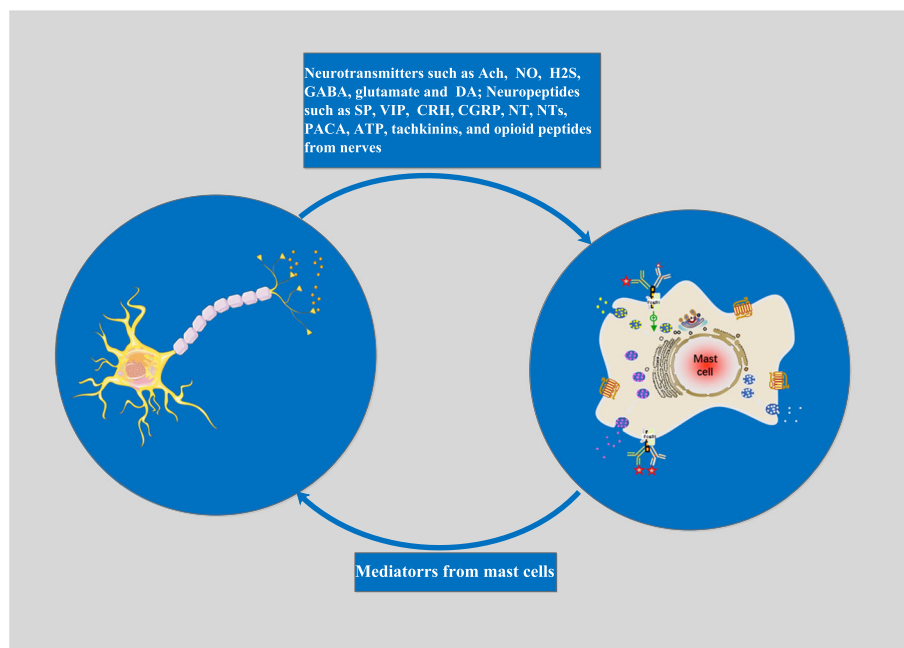 Neurotransmitters such as Ach, NO, H2S,
GABA, glutamate and DA; Neuropeptides
such as SP, VIP, CRH, CGRP, NT, NTs,
PACA, ATP, tachkinins, and opioid peptides
from nerves
Mast
cell
Mediatorrs from mast cells